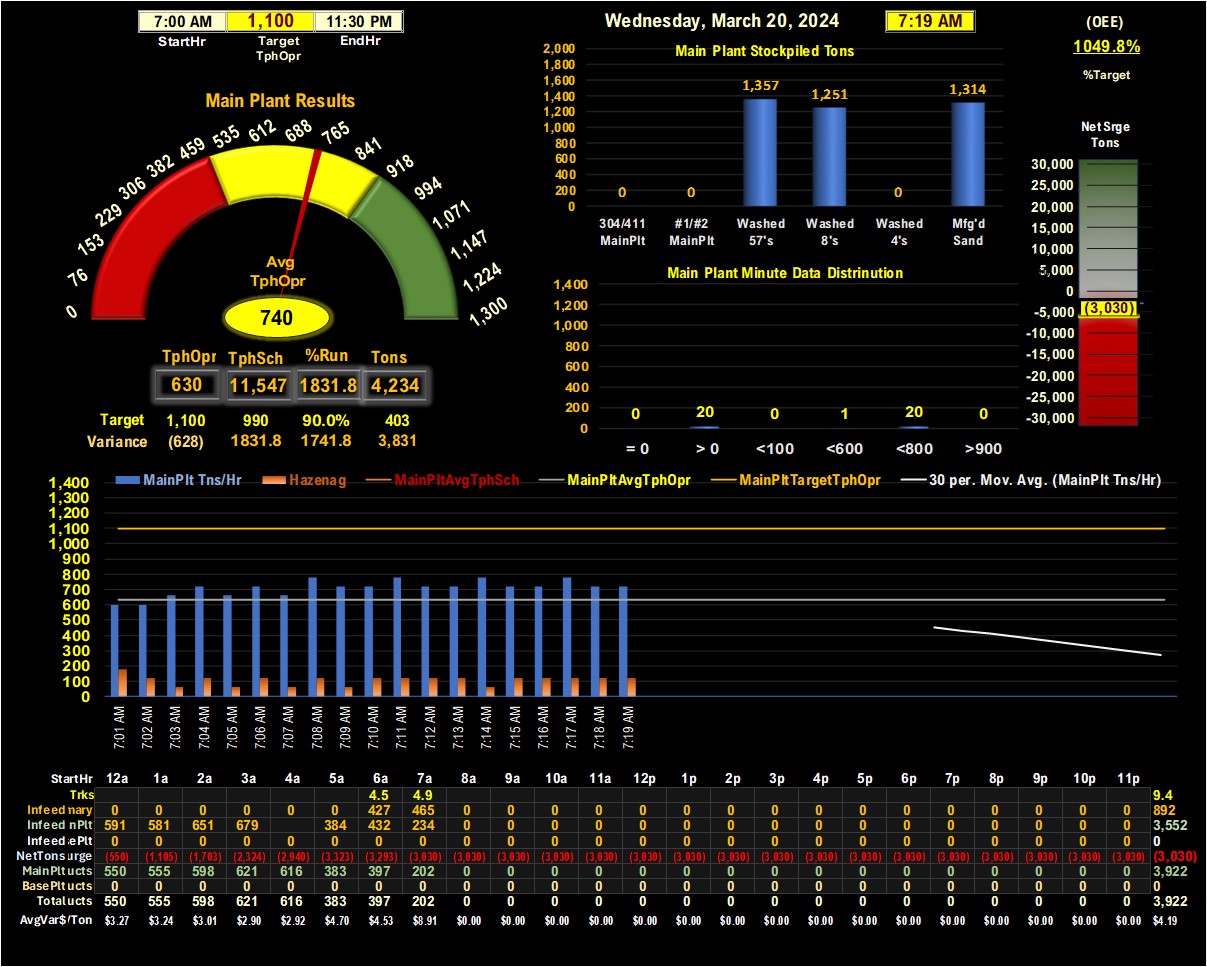 7:00 AM 1,100 11:30 PM
StartHr Target EndHr
TphOpr
Wednesday, March 20, 2024 7:19 AM
(OEE)
1049.8%
%Target
Main Plant Results
0 76 153 229 306 382 459 535 612 688 765 841 918 994 1,071 1,147 1,224 1,300
Avg
TphOpr
740
TphOpr TphSch %Run Tons
630 11,547 1831.8 4,234
Target 1,100 990 90.0% 403
Variance (628) 1831.8 1741.8 3,831
Main Plant Stockpiled Tons
2,000
1,800
1,600
1,400
1,200
1,000
800
600
400
200
0
0 0 1,357 1,251 0 1,314
304/411 #1/#2 Washed Washed Washed Mfg'd
MainPlt MainPlt 57's 8's 4's Sand
Main Plant Minute Data Distrinution
1,400
1,200
1,000
800
600
400
200
0
0 20 0 1 20 0
= 0 > 0 <100 <600 <800 >900
Net Srge
Tons
30,000
25,000
20,000
15,000
10,000
5,000
0
-5,000
-10,000
-15,000
-20,000
-25,000
-30,000
(3,030)
MainPlt Tns/Hr Hazenag MainPltAvgTphSch MainPltAvgTphOpr MainPltTargetTphOpr 30 per. Mov. Avg. (MainPlt Tns/Hr)
1,400
1,300
1,200
1,100
1,000
900
800
700
600
500
400
300
200
100
0
7:01 AM 7:02 AM 7:03 AM 7:04 AM 7:05 AM 7:06 AM 7:07 AM 7:08 AM 7:09 AM 7:10 AM 7:11 AM 7:12 AM 7:13 AM 7:14 AM 7:15 AM 7:16 AM 7:17 AM 7:18 AM 7:19 AM
StartHr 12a 1a 2a 3a 4a 5a 6a 7a 8a 9a 10a 11a 12p 1p 2p 3p 4p 5p 6p 7p 8p 9p 10p 11p
Trks 4.5 4.9 9.4
Infeed nary 0 0 0 0 0 0 427 465 0 0 0 0 0 0 0 0 0 0 0 0 0 0 0 0 892
Infeed nPlt 591 581 651 679 384 432 234 0 0 0 0 0 0 0 0 0 0 0 0 0 0 0 0 3,552
Infeed ePlt 0 0 0 0 0 0 0 0 0 0 0 0 0 0 0 0 0 0 0 0 0 0 0 0 0
NetTons urge (550) (1,105) (1,703) (2,324) (2,940) (3,323) (3,293) (3,030) (3,030) (3,030) (3,030) (3,030) (3,030) (3,030) (3,030) (3,030) (3,030) (3,030) (3,030) (3,030) (3,030) (3,030) (3,030) (3,030) (3,030)
MainPlt ucts 550 555 598 621 616 383 397 202 0 0 0 0 0 0 0 0 0 0 0 0 0 0 0 0 3,922
BasePlt ucts 0 0 0 0 0 0 0 0 0 0 0 0 0 0 0 0 0 0 0 0 0 0 0 0 0
Total ucts 550 555 598 621 616 383 397 202 0 0 0 0 0 0 0 0 0 0 0 0 0 0 0 0 3,922
AvgVar$/Ton $3.27 $3.24 $3.01 $2.90 $2.92 $4.70 $4.53 $8.91 $0.00 $0.00 $0.00 $0.00 $0.00 $0.00 $0.00 $0.00 $0.00 $0.00 $0.00 $0.00 $0.00 $0.00 $0.00 $0.00 $4.19